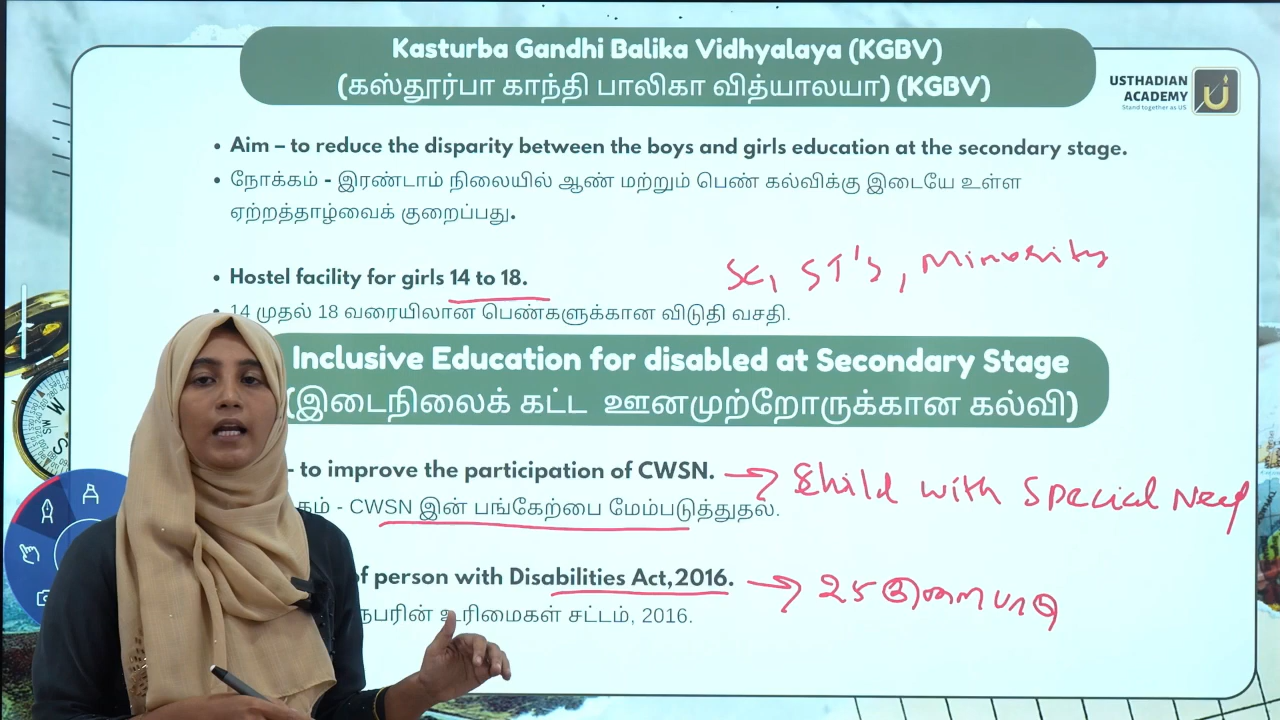 Kasturba Gandhi Balika Vidhyalaya (KGBV)
(கஸ்தூர்பா காந்தி பாலிகா வித்யாலயா) (KGBV)
USTHADIAN
ACADEMY
Stand together as US
• Aim – to reduce the disparity between the boys and girls education at the secondary stage.
• நோக்கம் - இரண்டாம் நிலையில் ஆண் மற்றும் பெண் கல்விக்கு இடையே உள்ள
ஏற்றத்தாழ்வைக் குறைப்பது.
SC, ST's, Minority
• Hostel facility for girls 14 to 18.
• 14 முதல் 18 வரையிலான பெண்களுக்கான விடுதி வசதி.
Inclusive Education for disabled at Secondary Stage
(இடைநிலைக் கட்ட ஊனமுற்றோருக்கான கல்வி)
- to improve the participation of CWSN. → Child with Special Need
- CWSN இன் பங்கேற்பை மேம்படுத்துதல்.
of person with Disabilities Act,2016. → 25 குறைபாடு
உரிமைகள் சட்டம், 2016.